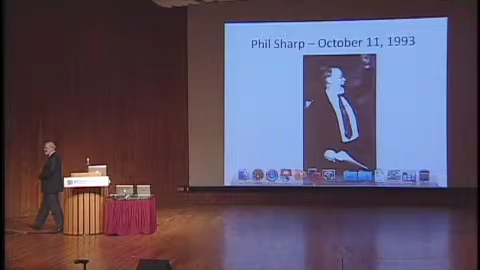 Phil Sharp – October 11, 1993